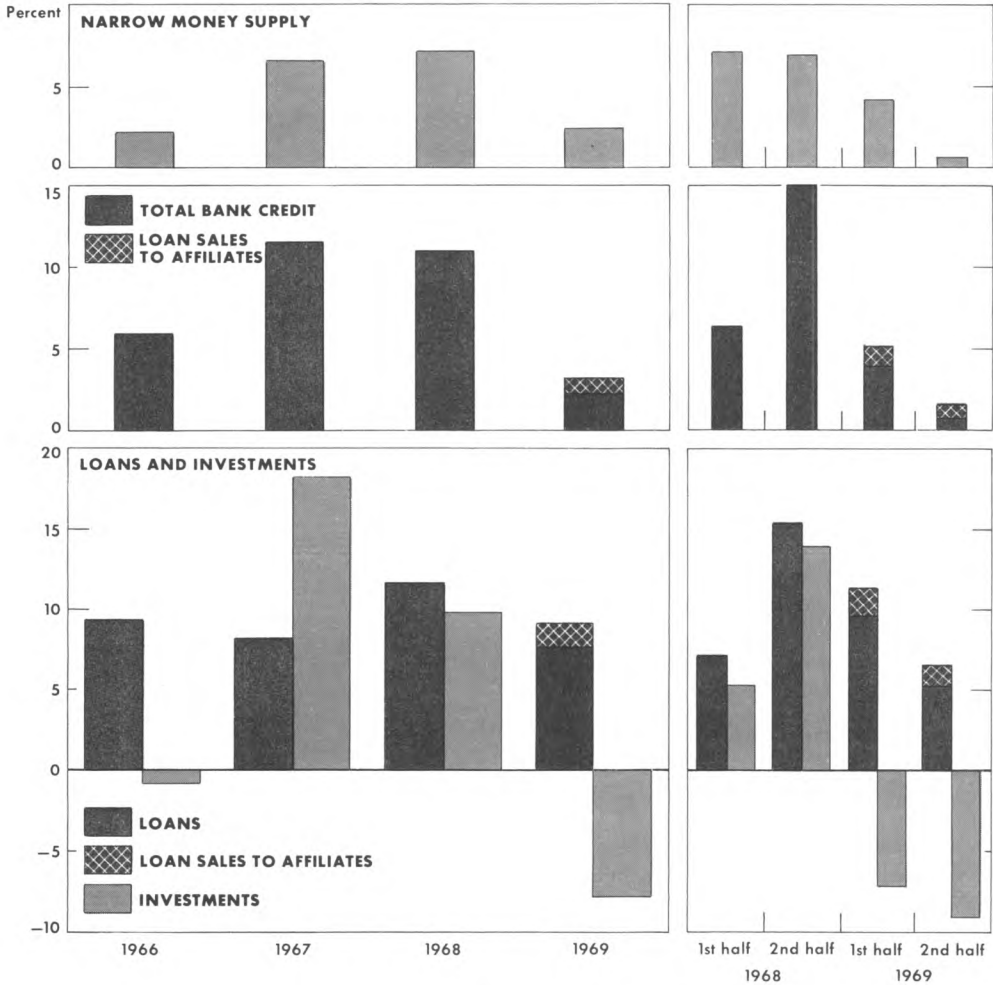 Percent
NARROW MONEY SUPPLY
5
0
15
TOTAL BANK CREDIT
LOAN SALES
TO AFFILIATES
10
5
0
20
LOANS AND INVESTMENTS
15
10
5
0
LOANS
−5
LOAN SALES TO AFFILIATES
INVESTMENTS
−10
1966 1967 1968 1969
1st half 2nd half 1st half 2nd half
1968 1969